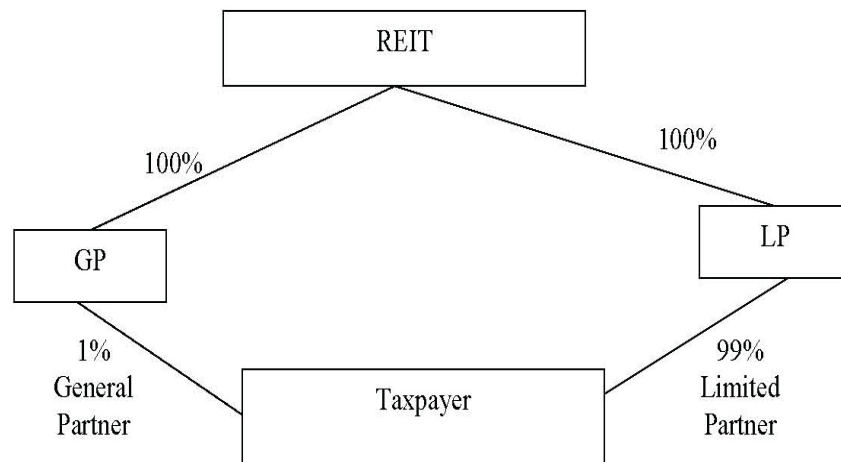 REIT
100%
100%
GP
LP
1%
General
Partner
Taxpayer
99%
Limited
Partner